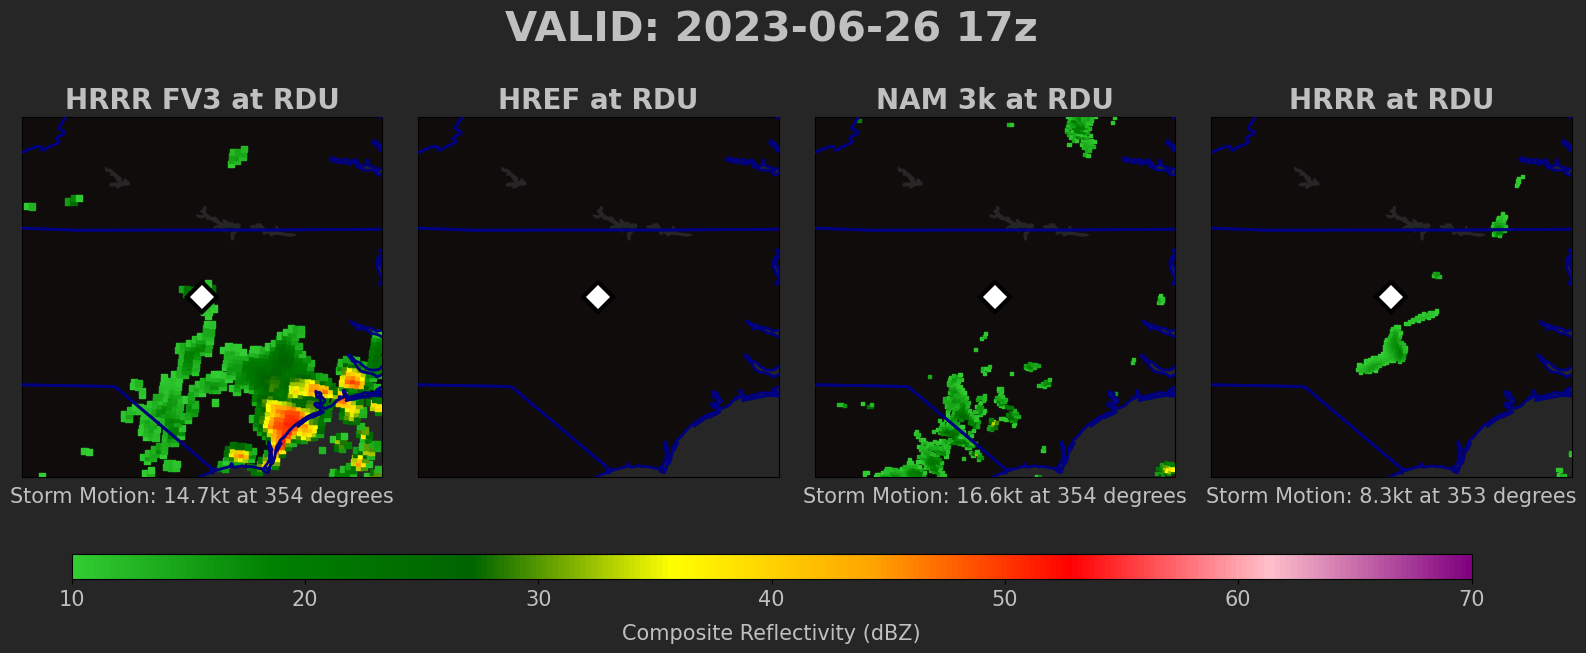 VALID: 2023-06-26 17z
HRRR FV3 at RDU
HREF at RDU
NAM 3k at RDU
HRRR at RDU
Storm Motion: 14.7kt at 354 degrees
Storm Motion: 16.6kt at 354 degrees
Storm Motion: 8.3kt at 353 degrees
10 20 30 40 50 60 70
Composite Reflectivity (dBZ)